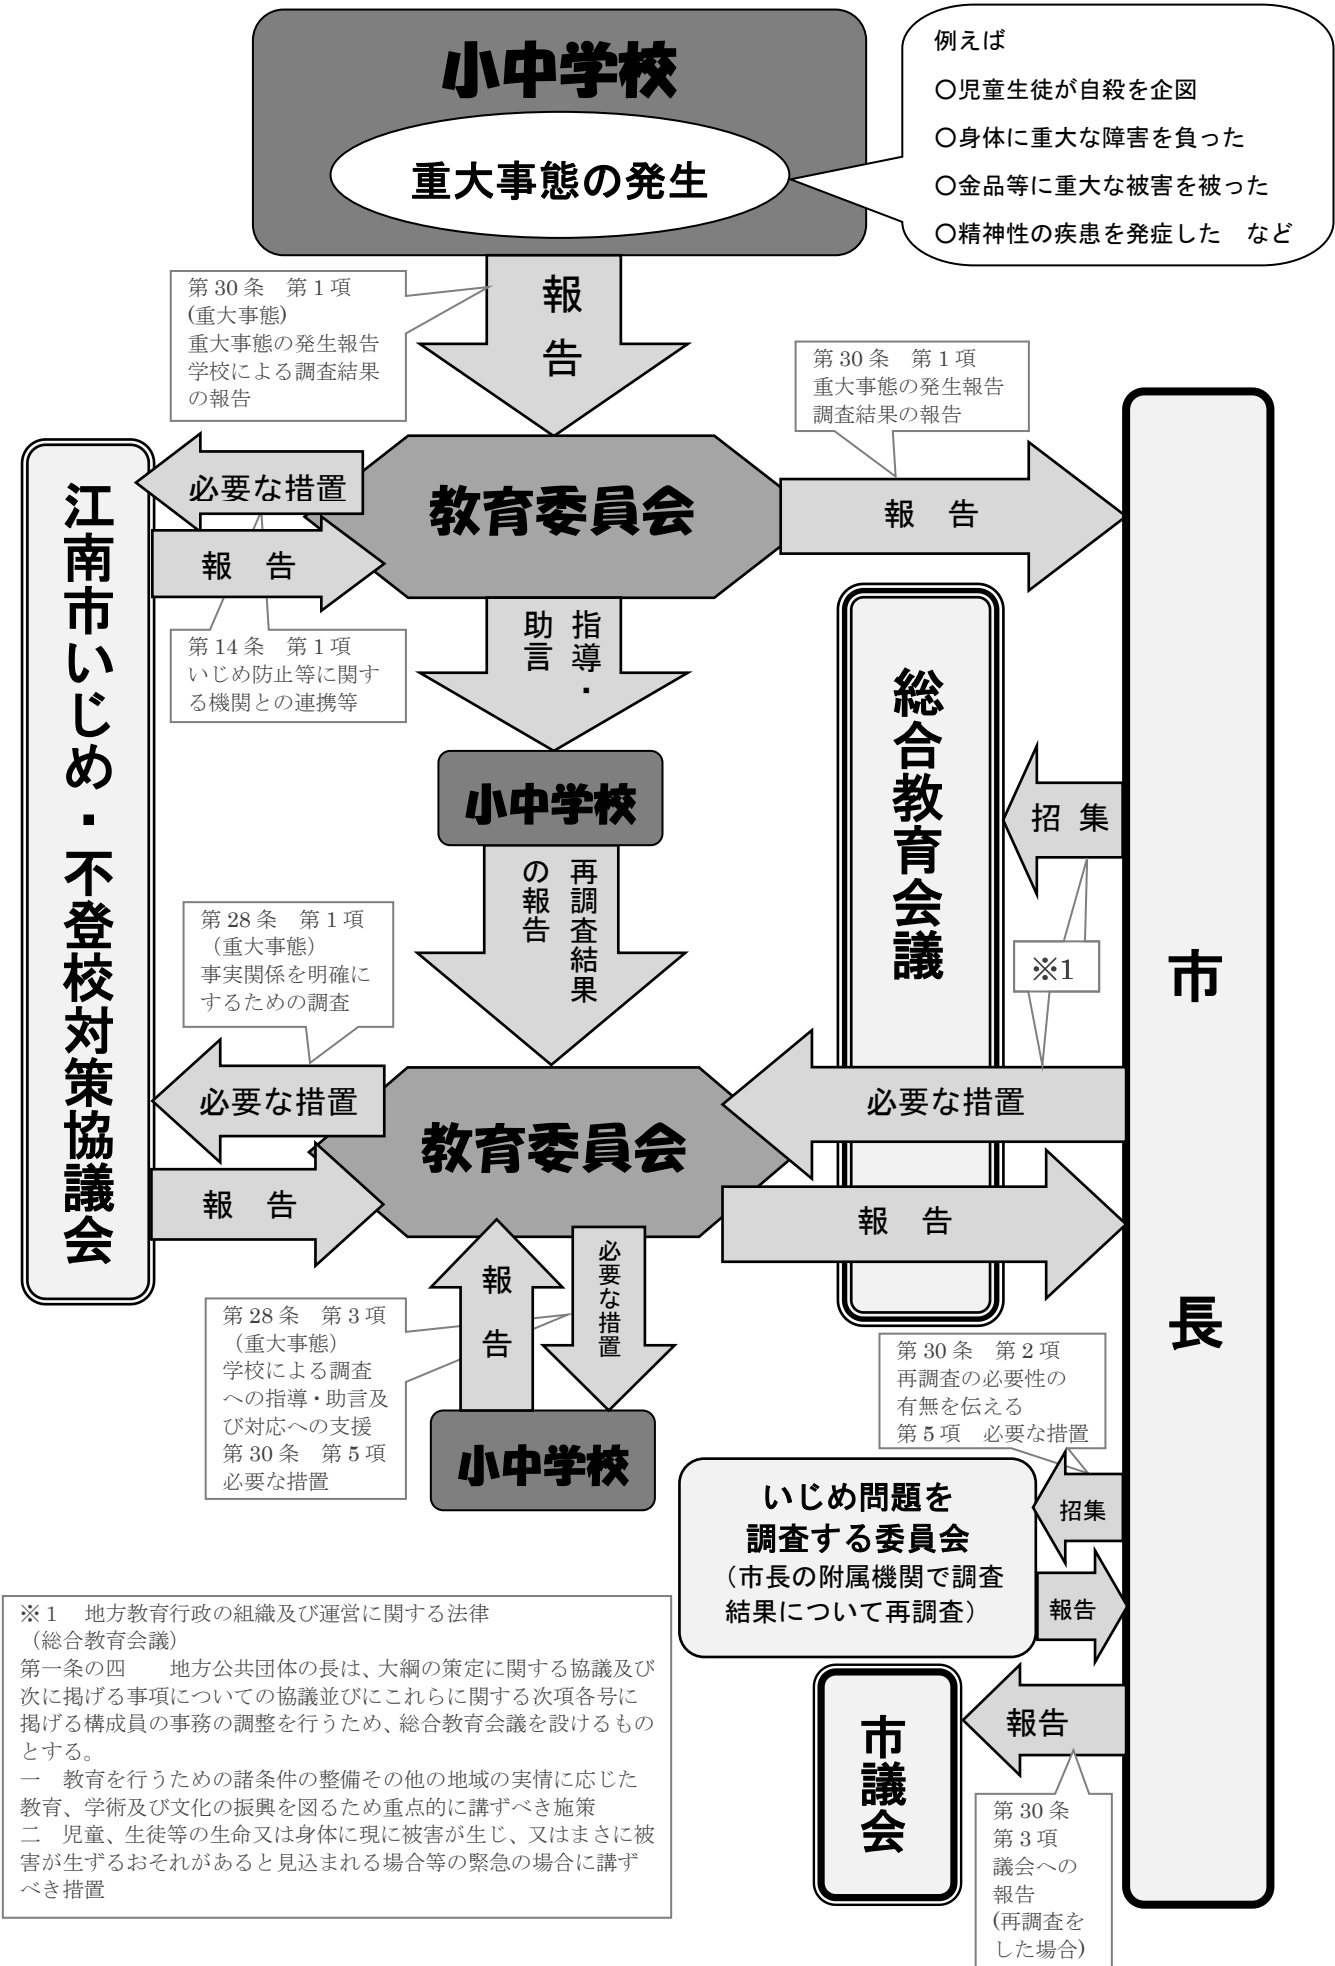 小中学校
重大事態の発生
例えば
○児童生徒が自殺を企図
○身体に重大な障害を負った
○金品等に重大な被害を被った
○精神性の疾患を発症した　など
報
告
第30条　第1項
(重大事態)
重大事態の発生報告
学校による調査結果
の報告
第30条　第1項
重大事態の発生報告
調査結果の報告
江南市いじめ・不登校対策協議会
必要な措置
報　告
教育委員会
報　告
第14条　第1項
いじめ防止等に関す
る機関との連携等
指導・
助言
小中学校
総合教育会議
招 集
※1
市長
再調査結果
の報告
第28条　第1項
（重大事態）
事実関係を明確に
するための調査
必要な措置
報　告
教育委員会
必要な措置
報　告
報
告
必要な措置
第28条　第3項
（重大事態）
学校による調査
への指導・助言及
び対応への支援
第30条　第5項
必要な措置
小中学校
第30条　第2項
再調査の必要性の
有無を伝える
第5項　必要な措置
いじめ問題を
調査する委員会
（市長の附属機関で調査
結果について再調査）
招集
報告
市議会
報告
第30条
第3項
議会への
報告
(再調査を
した場合)
※1　地方教育行政の組織及び運営に関する法律
（総合教育会議）
第一条の四　　地方公共団体の長は、大綱の策定に関する協議及び
次に掲げる事項についての協議並びにこれらに関する次項各号に
掲げる構成員の事務の調整を行うため、総合教育会議を設けるもの
とする。
一　教育を行うための諸条件の整備その他の地域の実情に応じた
教育、学術及び文化の振興を図るため重点的に講ずべき施策
二　児童、生徒等の生命又は身体に現に被害が生じ、又はまさに被
害が生ずるおそれがあると見込まれる場合等の緊急の場合に講ず
べき措置